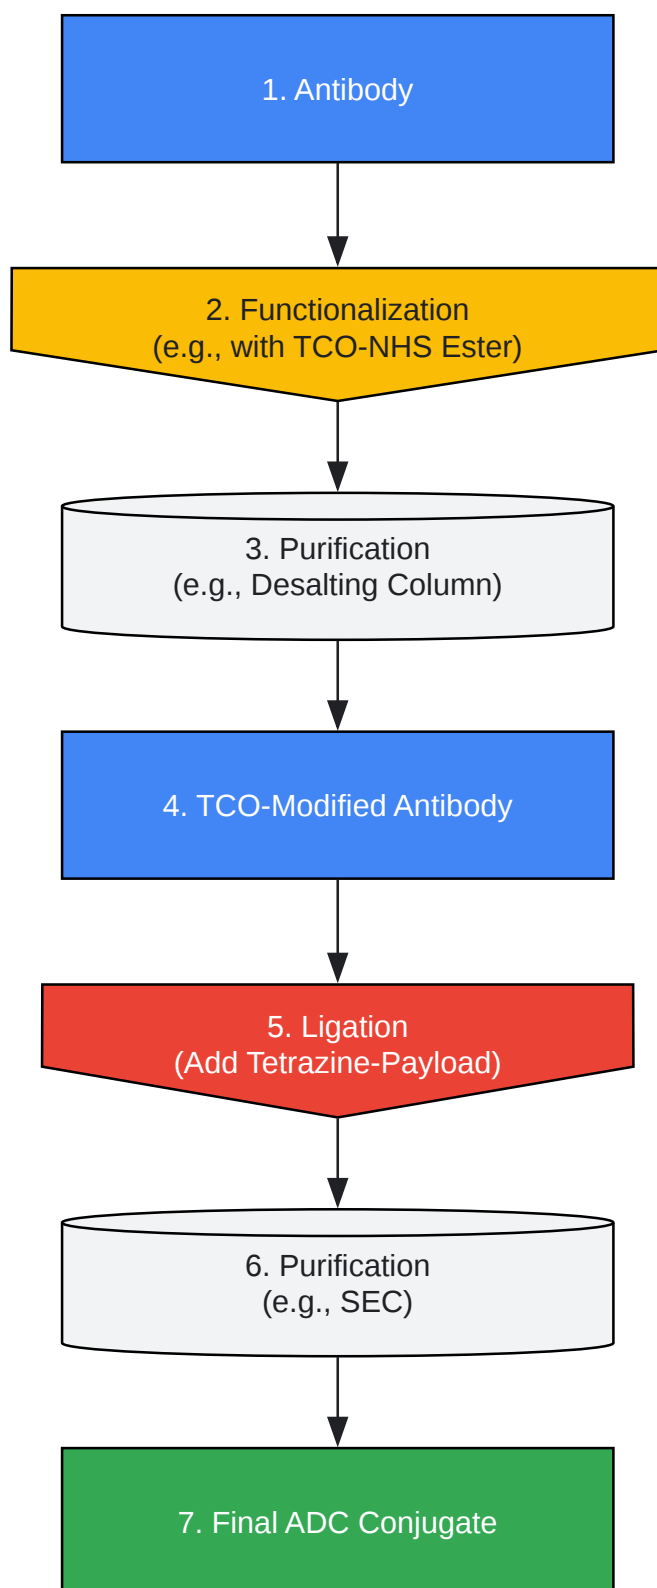 1. Antibody
2. Functionalization
(e.g., with TCO-NHS Ester)
3. Purification
(e.g., Desalting Column)
4. TCO-Modified Antibody
5. Ligation
(Add Tetrazine-Payload)
6. Purification
(e.g., SEC)
7. Final ADC Conjugate